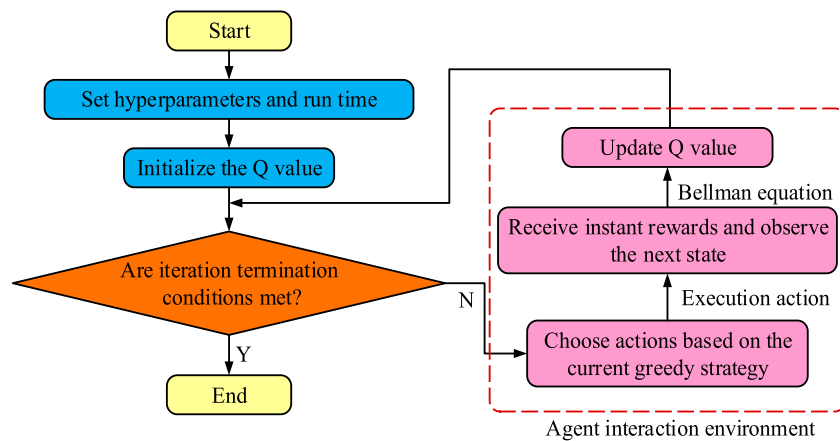 Start
Set hyperparameters and run time
Initialize the Q value
Are iteration termination
conditions met?
N
Y
End
Update Q value
Bellman equation
Receive instant rewards and observe
the next state
Execution action
Choose actions based on the
current greedy strategy
Agent interaction environment